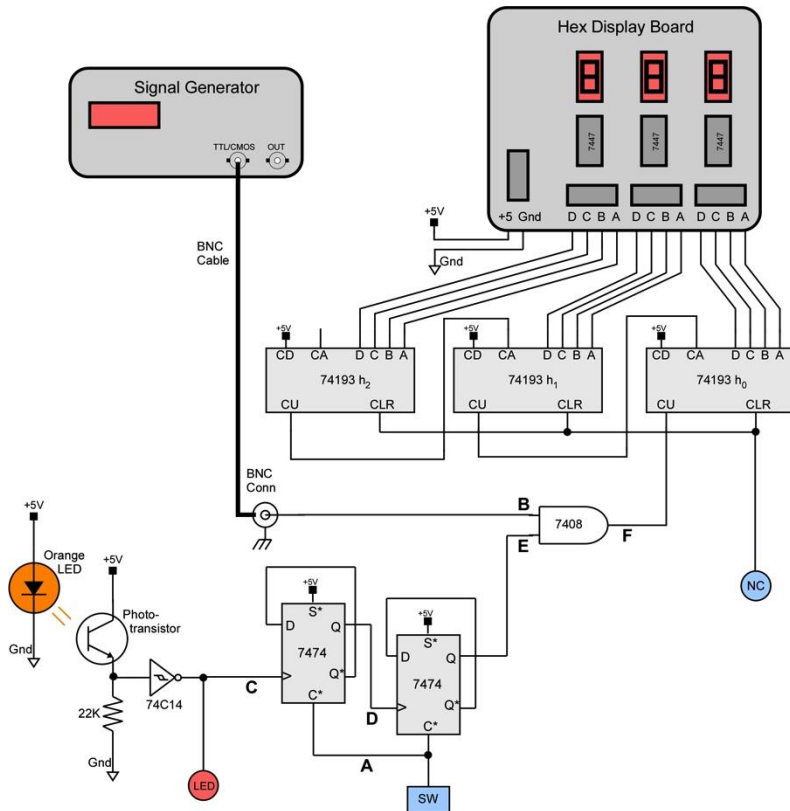 Hex Display Board
Signal Generator
TTL/CMOS OUT
7447 7447 7447
+5 Gnd D C B A D C B A D C B A
+5V
Gnd
BNC
Cable
+5V +5V +5V
CD CA D C B A CD CA D C B A CD CA D C B A
74193 h2 74193 h1 74193 h0
CU CLR CU CLR CU CLR
BNC
Conn
B
7408
E F
NC
+5V
Orange
LED
+5V
Photo-
transistor
Gnd
22K
Gnd
74C14
LED
C
+5V
S*
D Q
7474
Q*
C*
D
+5V
S*
D Q
7474
Q*
C*
A
SW